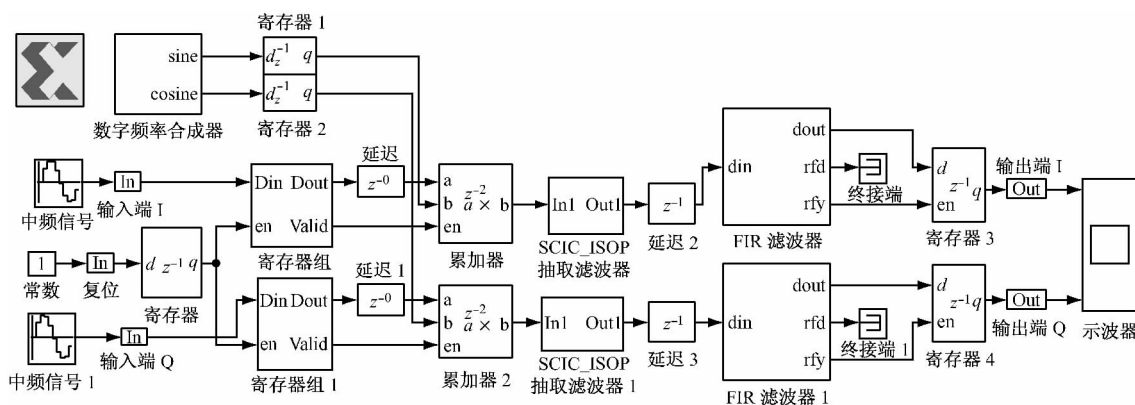 寄存器 1
sine
d z⁻¹ q
cosine
d z⁻¹ q
数字频率合成器
寄存器 2
中频信号
In
输入端 I
Din Dout
en Valid
寄存器组
延迟
z⁻⁰
a
b
en
z⁻²
a × b
累加器
In1 Out1
SCIC_ISOP
抽取滤波器
z⁻¹
延迟 2
din
dout
rfd
rfy
FIR 滤波器
终接端
d
z⁻¹ q
en
寄存器 3
输出端 I
Out
1
常数
In
复位
d z⁻¹ q
寄存器
中频信号 1
In
输入端 Q
Din Dout
en Valid
寄存器组 1
延迟 1
z⁻⁰
a
b
en
z⁻²
a × b
累加器 2
In1 Out1
SCIC_ISOP
抽取滤波器 1
z⁻¹
延迟 3
din
dout
rfd
rfy
FIR 滤波器 1
终接端 1
d
z⁻¹ q
en
寄存器 4
Out
输出端 Q
示波器